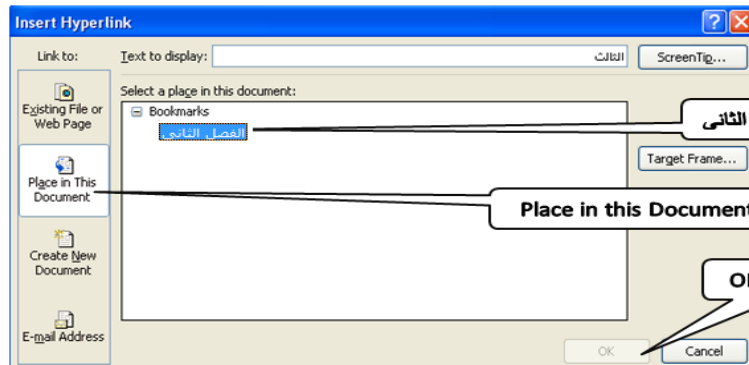 Insert Hyperlink
Link to:
Text to display:
الثالث
ScreenTip...
Existing File or
Web Page
Select a place in this document:
Bookmarks
الفصل الثانى
الثانى
Target Frame...
Place in This
Document
Place in this Document
Create New
Document
E-mail Address
OK
Cancel